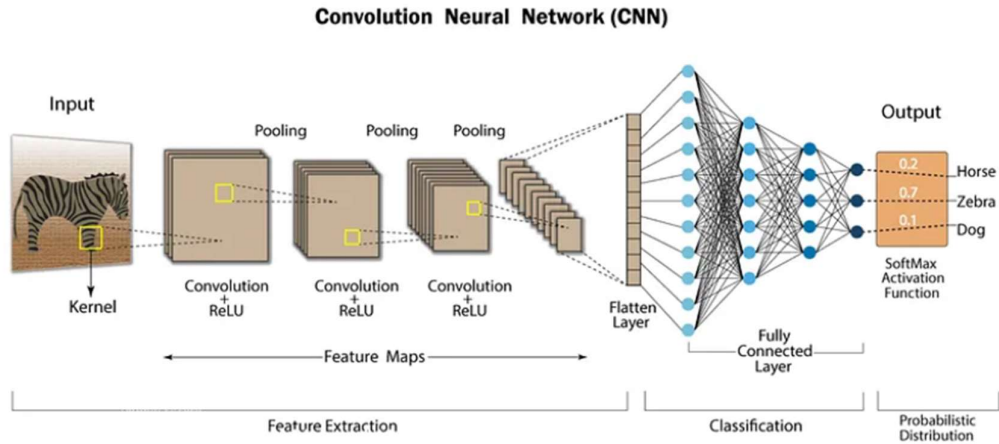 Convolution Neural Network (CNN)
Input
Output
Pooling
Pooling
Pooling
Kernel
Convolution
+
ReLU
Convolution
+
ReLU
Convolution
+
ReLU
Flatten
Layer
0.2
0.7
0.1
Horse
Zebra
Dog
SoftMax
Activation
Function
Feature Maps
Fully
Connected
Layer
Feature Extraction
Classification
Probabilistic
Distribution